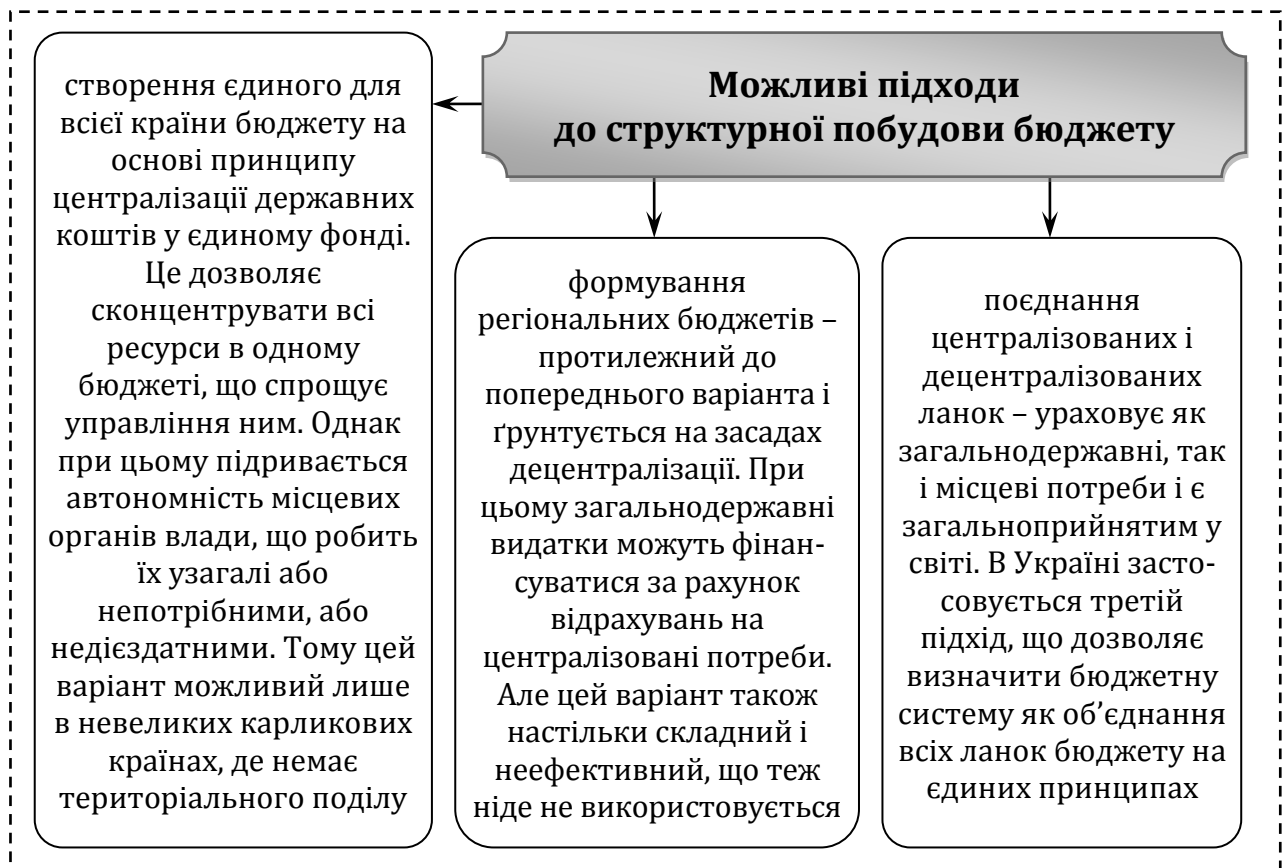 Можливі підходи
до структурної побудови бюджету
створення єдиного для
всієї країни бюджету на
основі принципу
централізації державних
коштів у єдиному фонді.
Це дозволяє
сконцентрувати всі
ресурси в одному
бюджеті, що спрощує
управління ним. Однак
при цьому підривається
автономність місцевих
органів влади, що робить
їх узагалі або
непотрібними, або
недієздатними. Тому цей
варіант можливий лише
в невеликих карликових
країнах, де немає
територіального поділу
формування
регіональних бюджетів –
протилежний до
попереднього варіанта і
ґрунтується на засадах
децентралізації. При
цьому загальнодержавні
видатки можуть фінан-
суватися за рахунок
відрахувань на
централізовані потреби.
Але цей варіант також
настільки складний і
неефективний, що теж
ніде не використовується
поєднання
централізованих і
децентралізованих
ланок – ураховує як
загальнодержавні, так
і місцеві потреби і є
загальноприйнятим у
світі. В Україні засто-
совується третій
підхід, що дозволяє
визначити бюджетну
систему як об’єднання
всіх ланок бюджету на
єдиних принципах